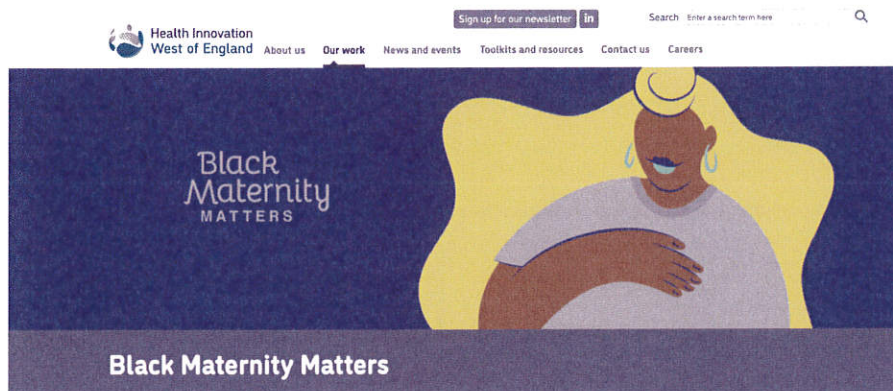 Sign up for our newsletter in
Search Enter a search term here
Health Innovation
West of England
About us Our work News and events Toolkits and resources Contact us Careers
Black
Maternity
MATTERS
Black Maternity Matters